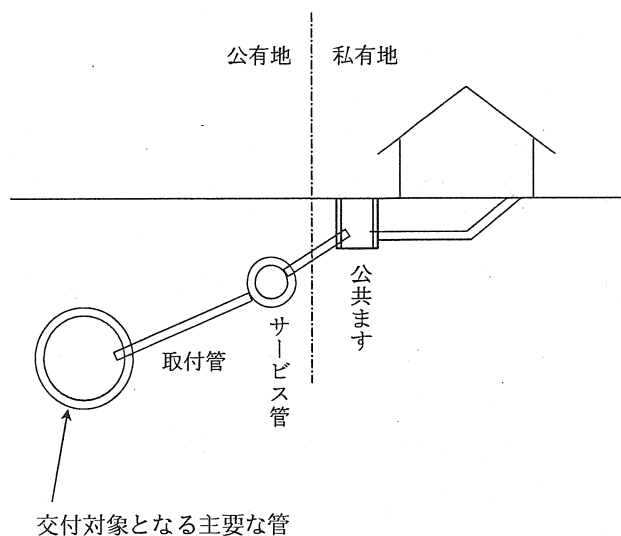 公有地
私有地
公共ます
サービス管
取付管
交付対象となる主要な管